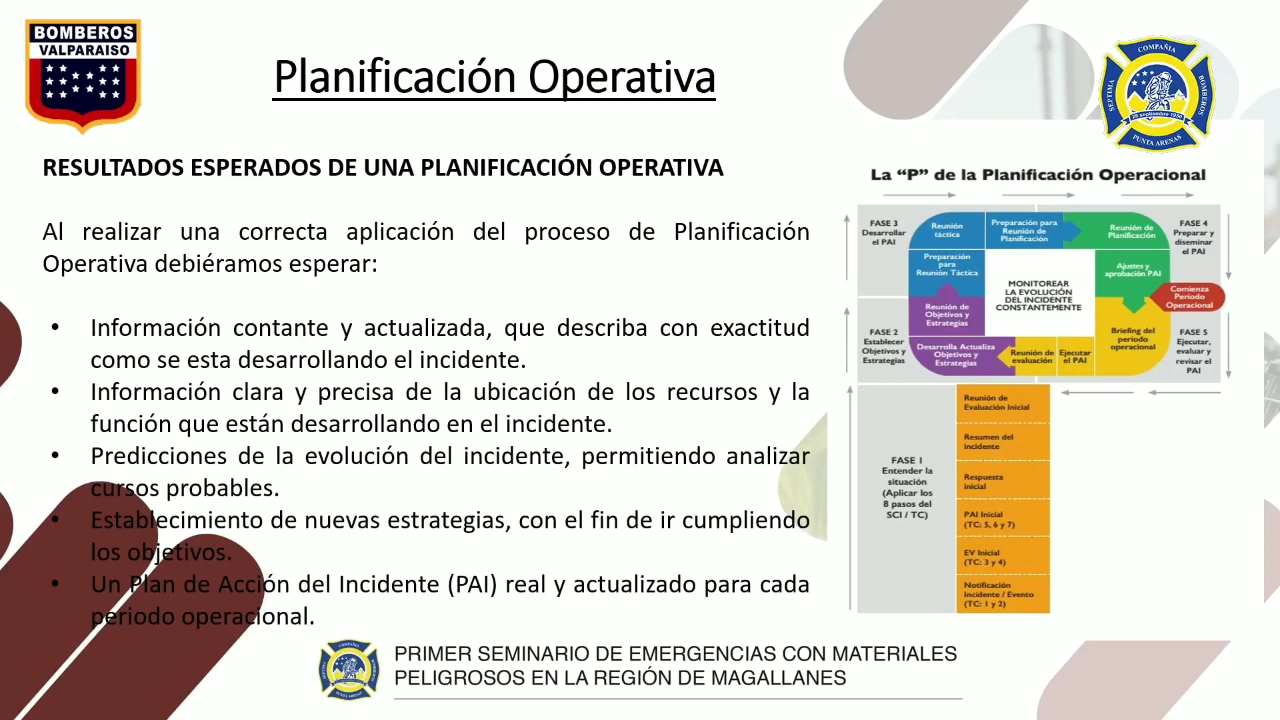 BOMBEROS
VALPARAISO
Planificación Operativa
COMPAÑIA
SEPTIMA
BOMBEROS
28 septiembre 1950
PUNTA ARENAS
RESULTADOS ESPERADOS DE UNA PLANIFICACIÓN OPERATIVA
Al realizar una correcta aplicación del proceso de Planificación
Operativa debiéramos esperar:
• Información contante y actualizada, que describa con exactitud
como se esta desarrollando el incidente.
• Información clara y precisa de la ubicación de los recursos y la
función que están desarrollando en el incidente.
• Predicciones de la evolución del incidente, permitiendo analizar
cursos probables.
• Establecimiento de nuevas estrategias, con el fin de ir cumpliendo
los objetivos.
• Un Plan de Acción del Incidente (PAI) real y actualizado para cada
periodo operacional.
La “P” de la Planificación Operacional
FASE 3
Desarrollar
el PAI
Reunión
táctica
Preparación para
Reunión de
Planificación
Reunión de
Planificación
FASE 4
Preparar y
diseminar
el PAI
Preparación
para
Reunión Táctica
Ajustes y
aprobación PAI
MONITOREAR
LA EVOLUCIÓN
DEL INCIDENTE
CONSTANTEMENTE
Comienza
Período
Operacional
Reunión de
Objetivos y
Estrategias
FASE 2
Establecer
Objetivos y
Estrategias
Desarrolla Actualiza
Objetivos y
Estrategias
Reunión de
evaluación
Ejecutar
el PAI
Briefing del
período
operacional
FASE 5
Ejecutar,
evaluar y
revisar el
PAI
FASE 1
Entender la
situación
(Aplicar los
8 pasos del
SCI / TC)
Reunión de
Evaluación Inicial
Resumen del
incidente
Respuesta
inicial
PAI Inicial
(TC: 5, 6 y 7)
EV Inicial
(TC: 3 y 4)
Notificación
Incidente / Evento
(TC: 1 y 2)
PRIMER SEMINARIO DE EMERGENCIAS CON MATERIALES
PELIGROSOS EN LA REGIÓN DE MAGALLANES